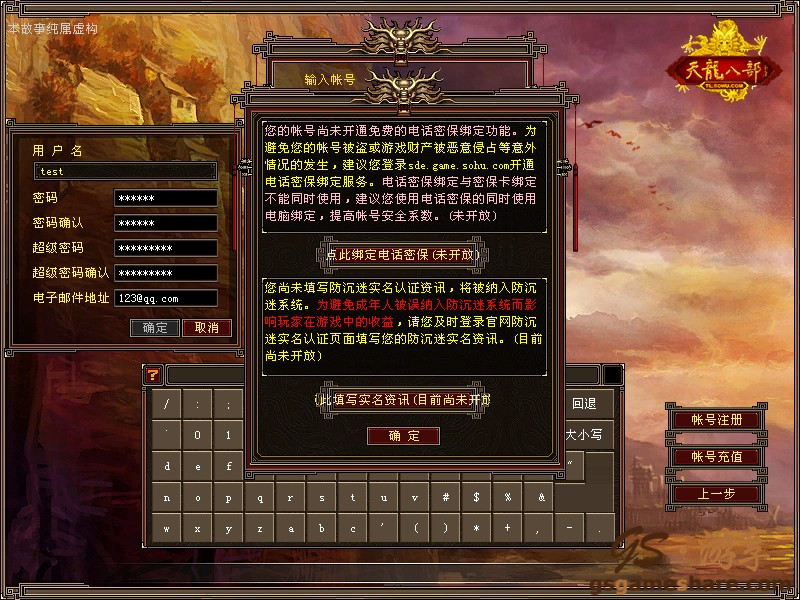 本故事纯属虚构
天龍八部
TL.SOHU.COM
输入帐号
用 户 名
test
密码
******
密码确认
******
超级密码
*********
超级密码确认
*********
电子邮件地址
123@qq.com
确定
取消
您的帐号尚未开通免费的电话密保绑定功能。为
避免您的帐号被盗或游戏财产被恶意侵占等意外
情况的发生，建议您登录sde.game.sohu.com开通
电话密保绑定服务。电话密保绑定与密保卡绑定
不能同时使用，建议您使用电话密保的同时使用
电脑绑定，提高帐号安全系数。(未开放)
点此绑定电话密保(未开放)
您尚未填写防沉迷实名认证资讯，将被纳入防沉
迷系统。为避免成年人被误纳入防沉迷系统而影
响玩家在游戏中的收益，请您及时登录官网防沉
迷实名认证页面填写您的防沉迷实名资讯。(目前
尚未开放)
此填写实名资讯(目前尚未开放
确 定
?
/ : ;
回退
` 0 1
大小写
d e f "
n o p q r s t u v # $ % &
w x y z a b c ' ( ) * + , - .
帐号注册
帐号充值
上一步
GS·游享
gsgameshare.com